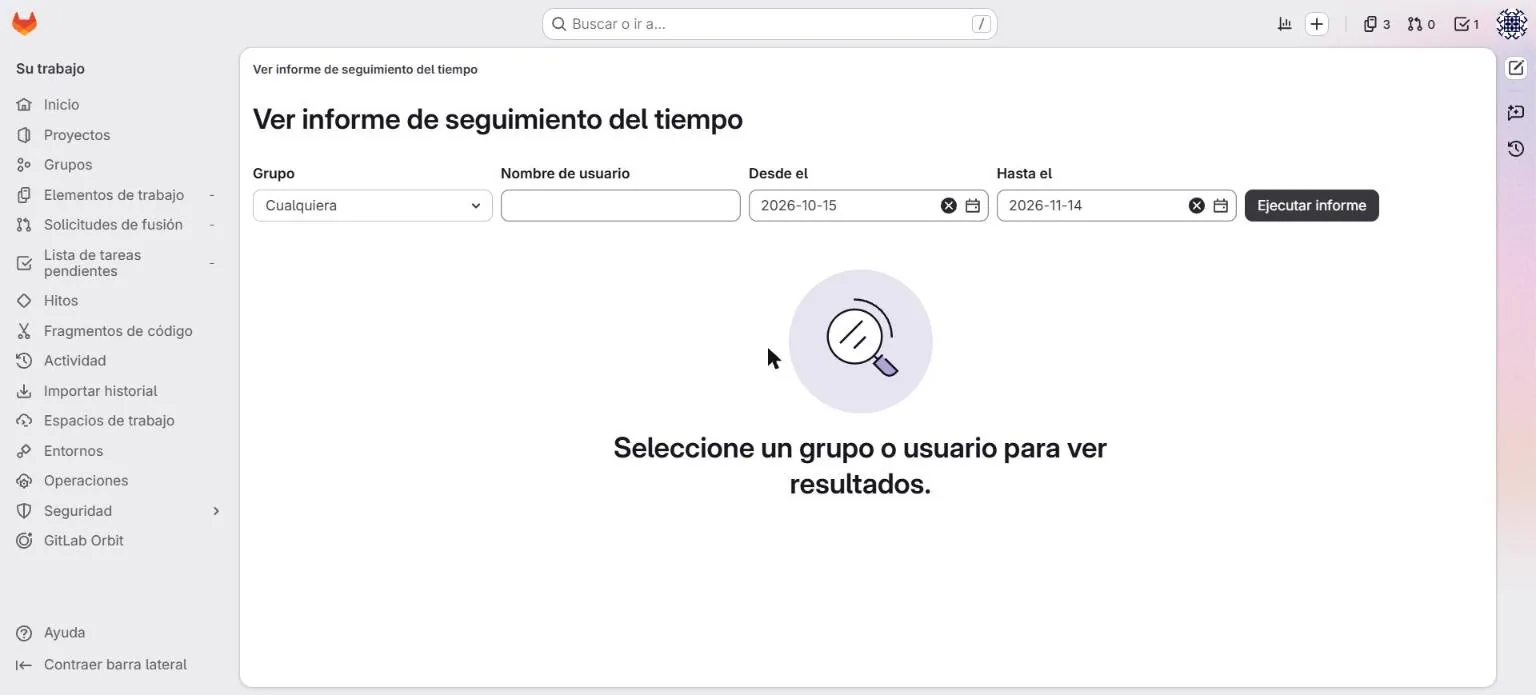 Buscar o ir a...
/
3
0
1
Su trabajo
Inicio
Proyectos
Grupos
Elementos de trabajo -
Solicitudes de fusión -
Lista de tareas
pendientes -
Hitos
Fragmentos de código
Actividad
Importar historial
Espacios de trabajo
Entornos
Operaciones
Seguridad
GitLab Orbit
Ayuda
Contraer barra lateral
Ver informe de seguimiento del tiempo
Ver informe de seguimiento del tiempo
Grupo
Nombre de usuario
Desde el
Hasta el
Cualquiera
2026-10-15
2026-11-14
Ejecutar informe
Seleccione un grupo o usuario para ver
resultados.